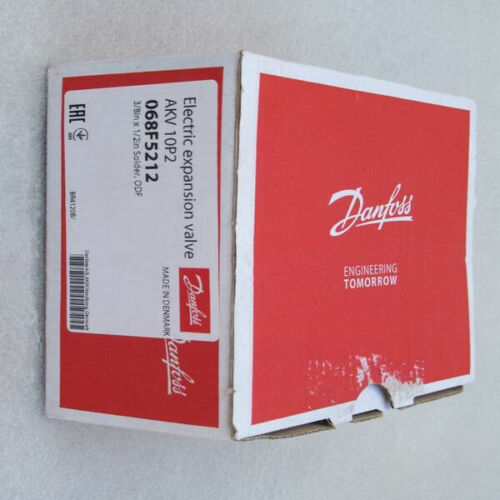 Electric expansion valve
AKV 10P2
068F5212
3/8in x 1/2in Solder, ODF
EAC
Danfoss
MADE IN DENMARK
Danfoss
Danfoss
ENGINEERING
TOMORROW